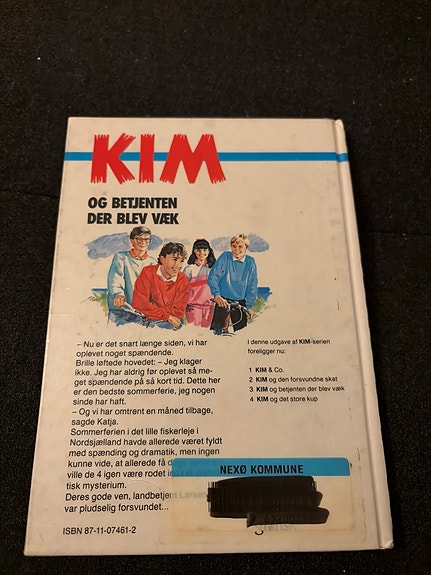 KIM
OG BETJENTEN
DER BLEV VÆK
– Nu er det snart længe siden, vi har
oplevet noget spændende.
Brille løftede hovedet: – Jeg klager
ikke. Jeg har aldrig før oplevet så me-
get spændende på så kort tid. Dette her
er den bedste sommerferie, jeg nogen
sinde har haft.
– Og vi har omtrent en måned tilbage,
sagde Katja.
Sommerferien i det lille fiskerleje i
Nordsjælland havde allerede været fyldt
med spænding og dramatik, men ingen
kunne vide, at allerede få
ville de 4 igen være rodet ind i et
tisk mysterium.
Deres gode ven, landbetjent Larsen
var pludselig forsvundet...
ISBN 87-11-07461-2
I denne udgave af KIM-serien
foreligger nu:
1 KIM & Co.
2 KIM og den forsvundne skat
3 KIM og betjenten der blev væk
4 KIM og det store kup
NEXØ KOMMUNE